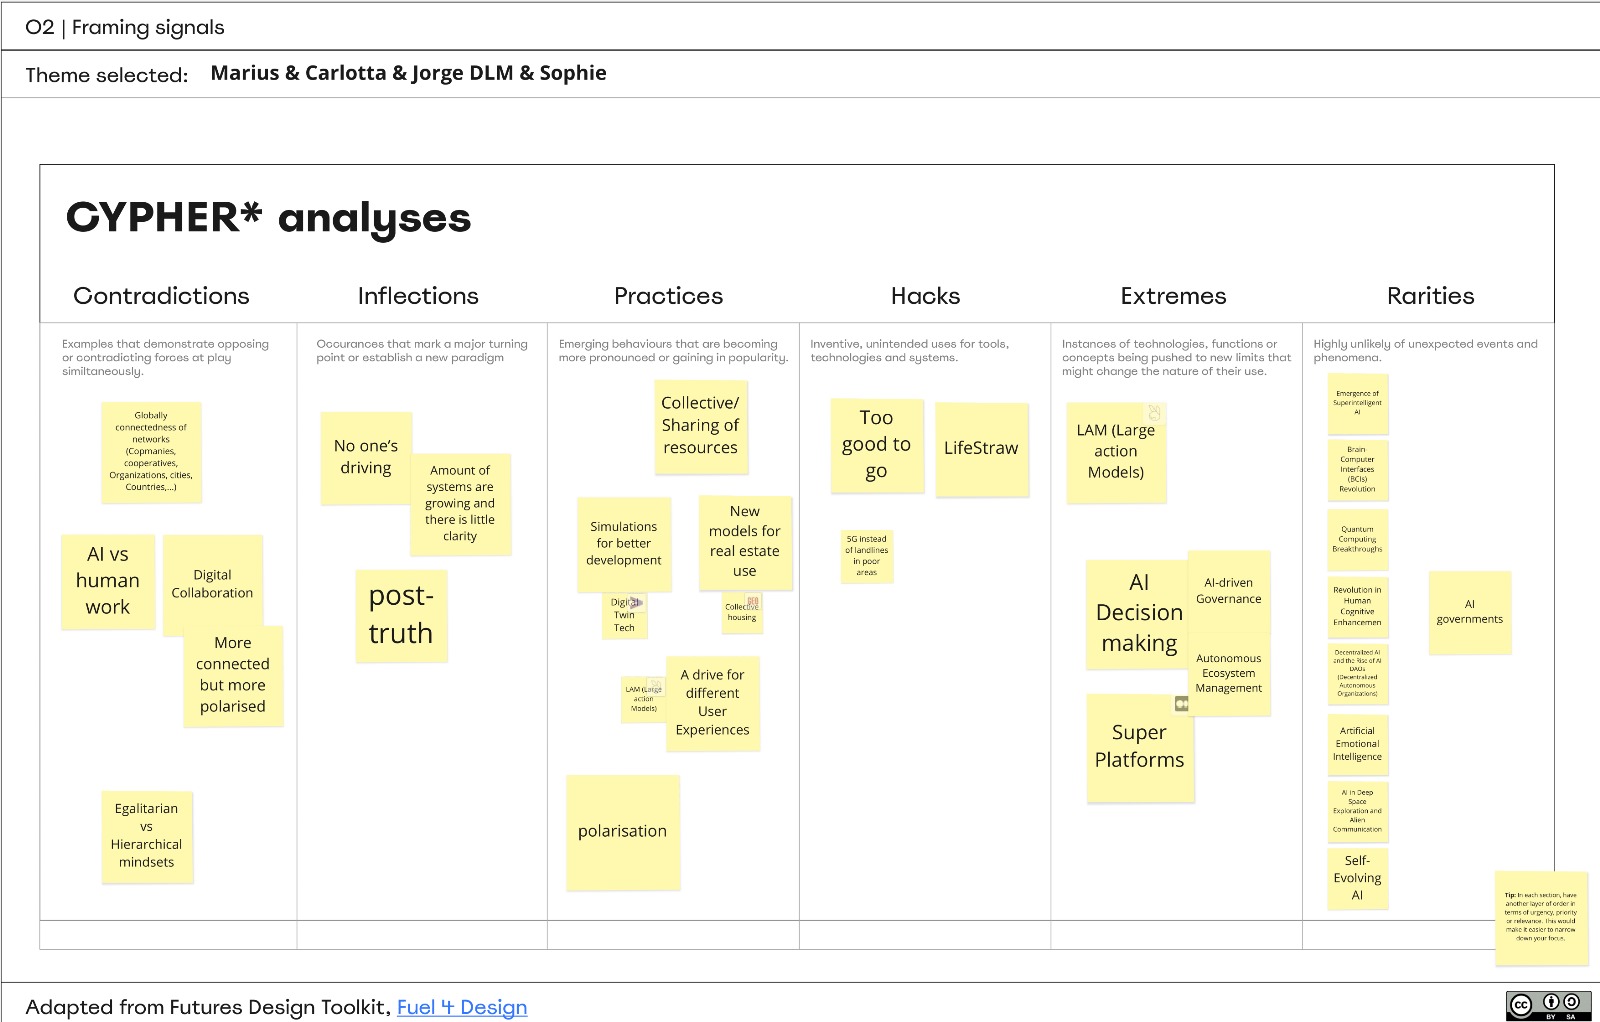 O2 | Framing signals
Theme selected: Marius & Carlotta & Jorge DLM & Sophie
CYPHER* analyses
Contradictions
Examples that demonstrate opposing
or contradicting forces at play
similtaneously.
Globally
connectedness of
networks
(Copmanies,
cooperatives,
Organizations, cities,
Countries,...)
AI vs
human
work
Digital
Collaboration
More
connected
but more
polarised
Egalitarian
vs
Hierarchical
mindsets
Inflections
Occurances that mark a major turning
point or establish a new paradigm
No one's
driving
Amount of
systems are
growing and
there is little
clarity
post-
truth
Practices
Emerging behaviours that are becoming
more pronounced or gaining in popularity.
Collective/
Sharing of
resources
Simulations
for better
development
New
models for
real estate
use
Digital
Twin
Tech
Collective
housing
LAM (Large
action
Models)
A drive for
different
User
Experiences
polarisation
Hacks
Inventive, unintended uses for tools,
technologies and systems.
Too
good to
go
LifeStraw
5G instead
of landlines
in poor
areas
Extremes
Instances of technologies, functions or
concepts being pushed to new limits that
might change the nature of their use.
LAM (Large
action
Models)
AI
Decision
making
AI-driven
Governance
Autonomous
Ecosystem
Management
Super
Platforms
Rarities
Highly unlikely of unexpected events and
phenomena.
Emergence of
Superintelligent
AI
Brain-
Computer
Interfaces
(BCIs)
Revolution
Quantum
Computing
Breakthroughs
Revolution in
Human
Cognitive
Enhancemen
AI
governments
Decentralized AI
and the Rise of AI
DAOs
(Decentralized
Autonomous
Organizations)
Artificial
Emotional
Intelligence
AI in Deep
Space
Exploration and
Alien
Communication
Self-
Evolving
AI
Tip: In each section, have
another layer of order in
terms of urgency, priority
or relevance. This would
make it easier to narrow
down your focus.
Adapted from Futures Design Toolkit, Fuel 4 Design
CC BY SA